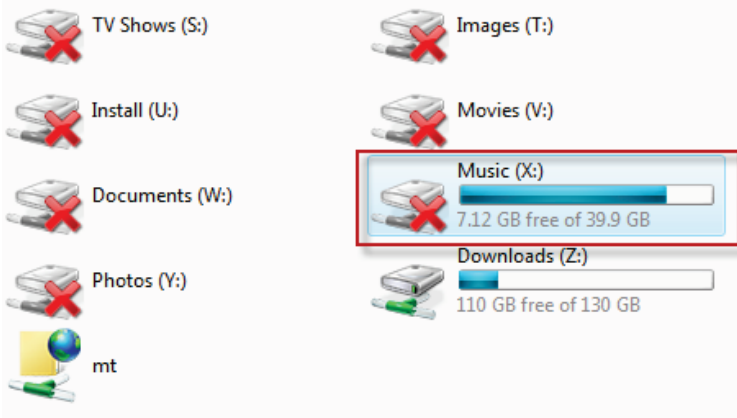 TV Shows (S:)
Images (T:)
Install (U:)
Movies (V:)
Documents (W:)
Music (X:)
7.12 GB free of 39.9 GB
Photos (Y:)
Downloads (Z:)
110 GB free of 130 GB
mt